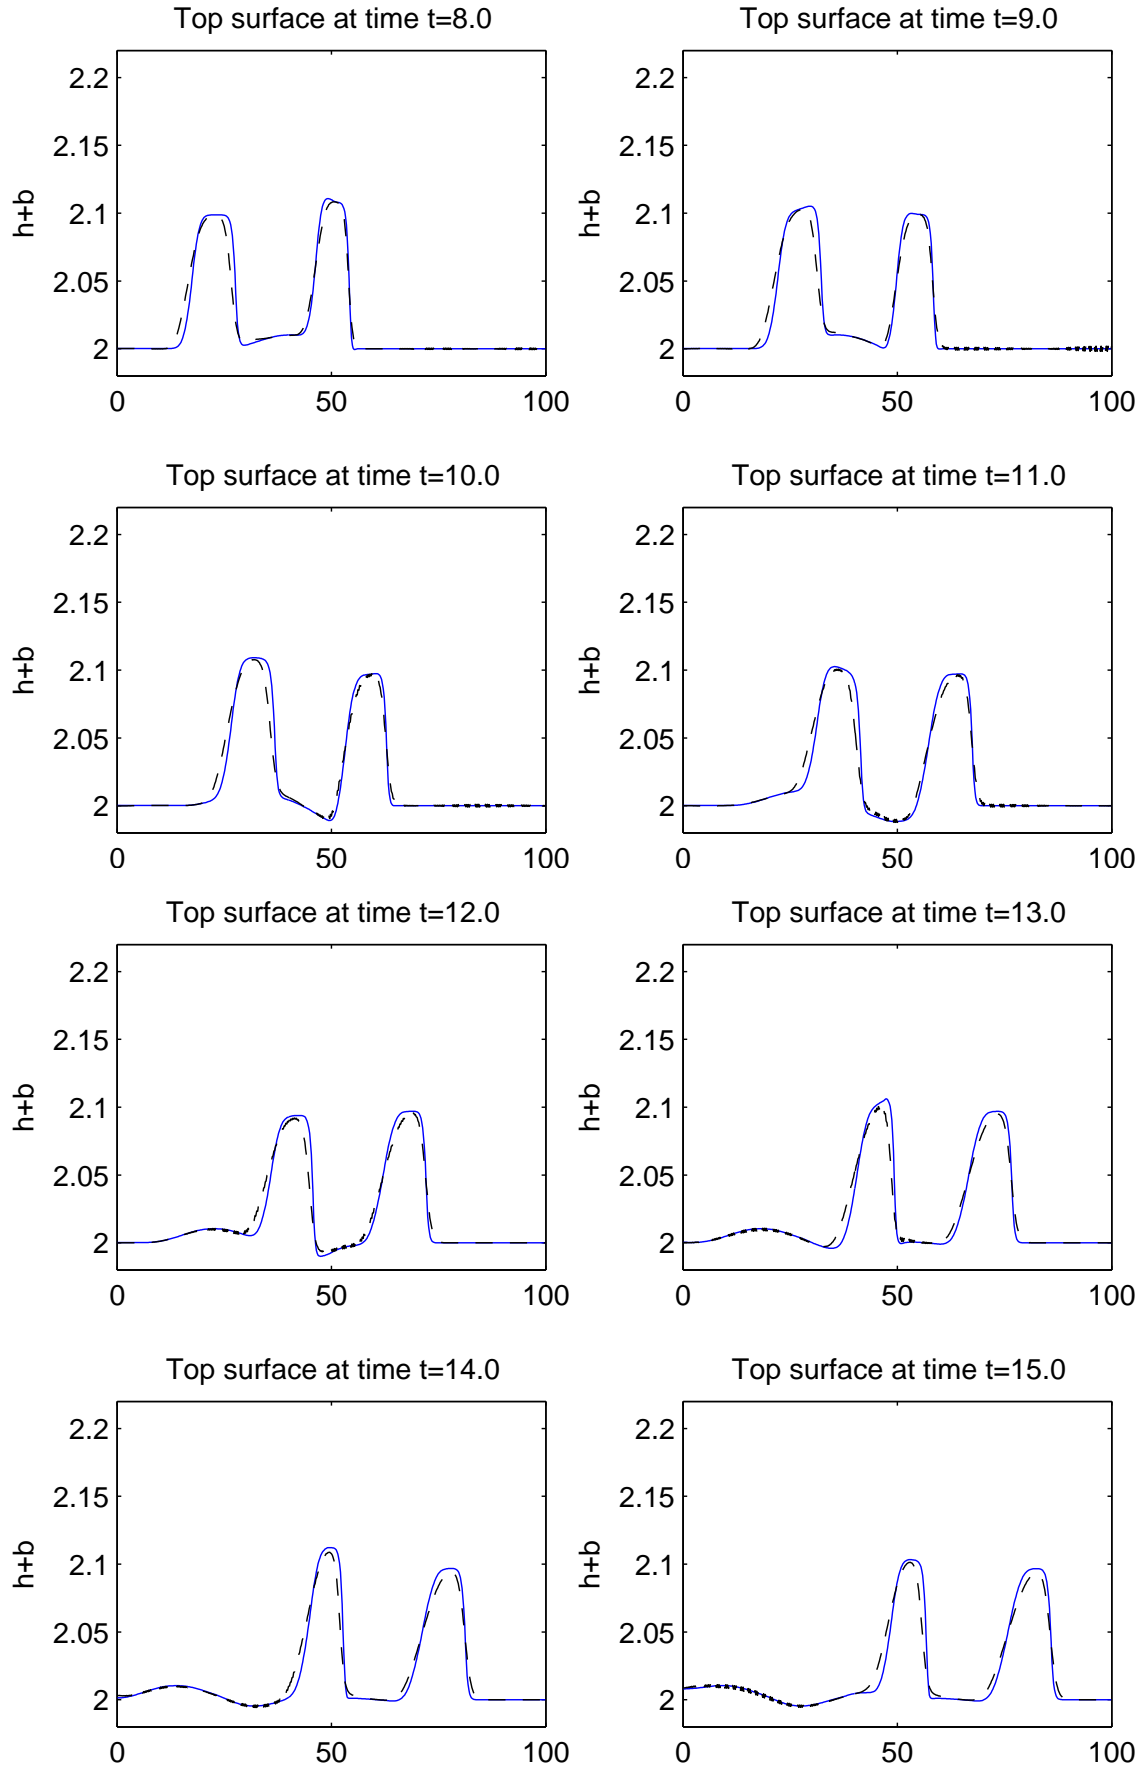 Top surface at time t=8.0
2.2
2.15
2.1
2.05
2
h+b
0 50 100
Top surface at time t=9.0
2.2
2.15
2.1
2.05
2
h+b
0 50 100
Top surface at time t=10.0
2.2
2.15
2.1
2.05
2
h+b
0 50 100
Top surface at time t=11.0
2.2
2.15
2.1
2.05
2
h+b
0 50 100
Top surface at time t=12.0
2.2
2.15
2.1
2.05
2
h+b
0 50 100
Top surface at time t=13.0
2.2
2.15
2.1
2.05
2
h+b
0 50 100
Top surface at time t=14.0
2.2
2.15
2.1
2.05
2
h+b
0 50 100
Top surface at time t=15.0
2.2
2.15
2.1
2.05
2
h+b
0 50 100